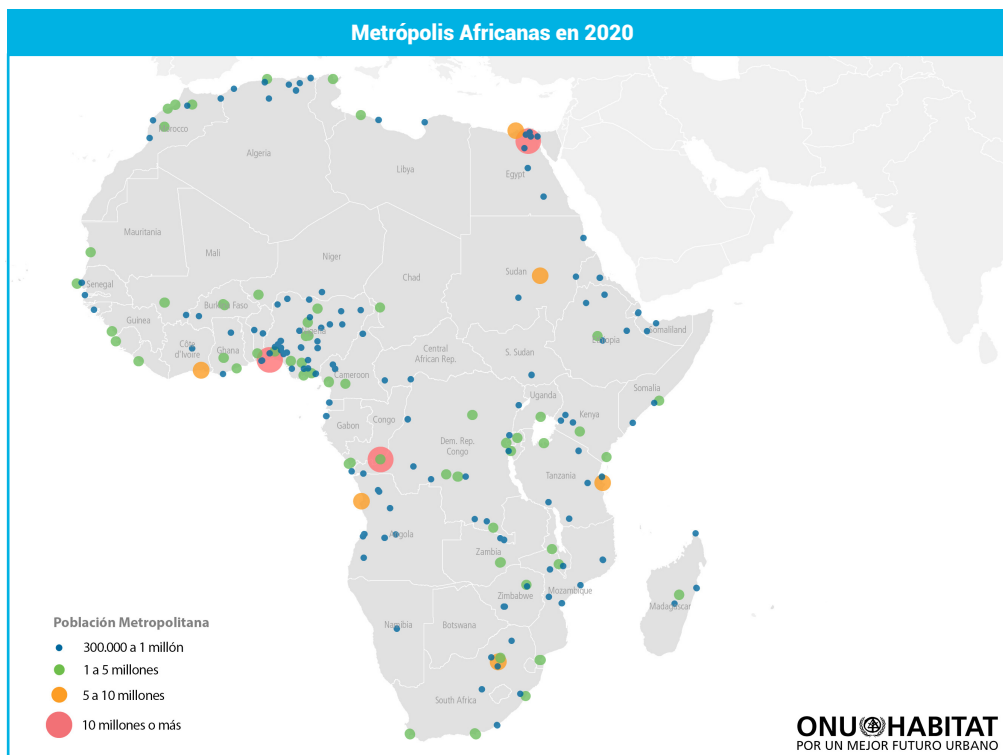 Metrópolis Africanas en 2020
Morocco
Algeria
Libya
Egypt
Mauritania
Mali
Niger
Chad
Sudan
Senegal
Burkina Faso
Guinea
Nigeria
Côte
d'Ivoire
Ghana
Central
African Rep.
S. Sudan
Ethiopia
Somaliland
Cameroon
Somalia
Uganda
Kenya
Gabon
Congo
Dem. Rep.
Congo
Tanzania
Angola
Zambia
Mozambique
Zimbabwe
Madagascar
Namibia
Botswana
South Africa
Población Metropolitana
300.000 a 1 millón
1 a 5 millones
5 a 10 millones
10 millones o más
ONU HABITAT
POR UN MEJOR FUTURO URBANO